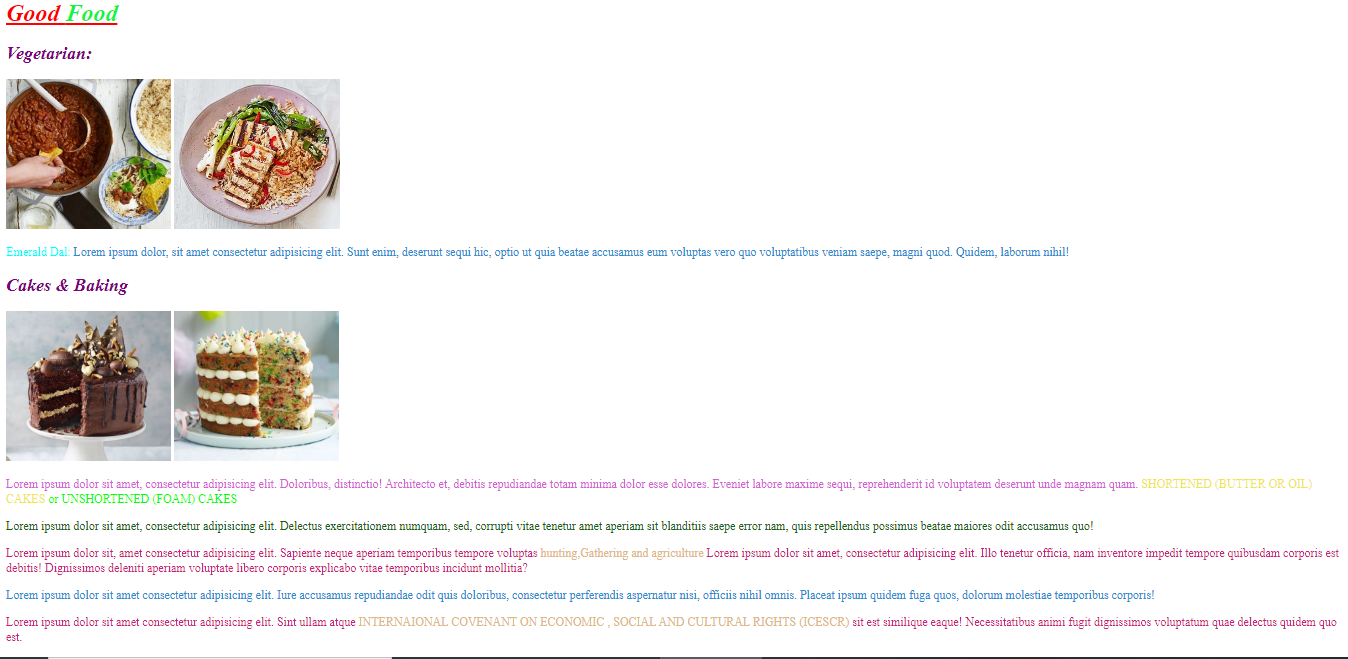 Good Food
Vegetarian:
Emerald Dal: Lorem ipsum dolor, sit amet consectetur adipisicing elit. Sunt enim, deserunt sequi hic, optio ut quia beatae accusamus eum voluptas vero quo voluptatibus veniam saepe, magni quod. Quidem, laborum nihil!
Cakes & Baking
Lorem ipsum dolor sit amet, consectetur adipisicing elit. Doloribus, distinctio! Architecto et, debitis repudiandae totam minima dolor esse dolores. Eveniet labore maxime sequi, reprehenderit id voluptatem deserunt unde magnam quam. SHORTENED (BUTTER OR OIL)
CAKES or UNSHORTENED (FOAM) CAKES
Lorem ipsum dolor sit amet, consectetur adipisicing elit. Delectus exercitationem numquam, sed, corrupti vitae tenetur amet aperiam sit blanditiis saepe error nam, quis repellendus possimus beatae maiores odit accusamus quo!
Lorem ipsum dolor sit, amet consectetur adipisicing elit. Sapiente neque aperiam temporibus tempore voluptas hunting,Gathering and agriculture Lorem ipsum dolor sit amet, consectetur adipisicing elit. Illo tenetur officia, nam inventore impedit tempore quibusdam corporis est
debitis! Dignissimos deleniti aperiam voluptate libero corporis explicabo vitae temporibus incidunt mollitia?
Lorem ipsum dolor sit amet consectetur adipisicing elit. Iure accusamus repudiandae odit quis doloribus, consectetur perferendis aspernatur nisi, officiis nihil omnis. Placeat ipsum quidem fuga quos, dolorum molestiae temporibus corporis!
Lorem ipsum dolor sit amet consectetur adipisicing elit. Sint ullam atque INTERNAIONAL COVENANT ON ECONOMIC , SOCIAL AND CULTURAL RIGHTS (ICESCR) sit est similique eaque! Necessitatibus animi fugit dignissimos voluptatum quae delectus quidem quo
est.